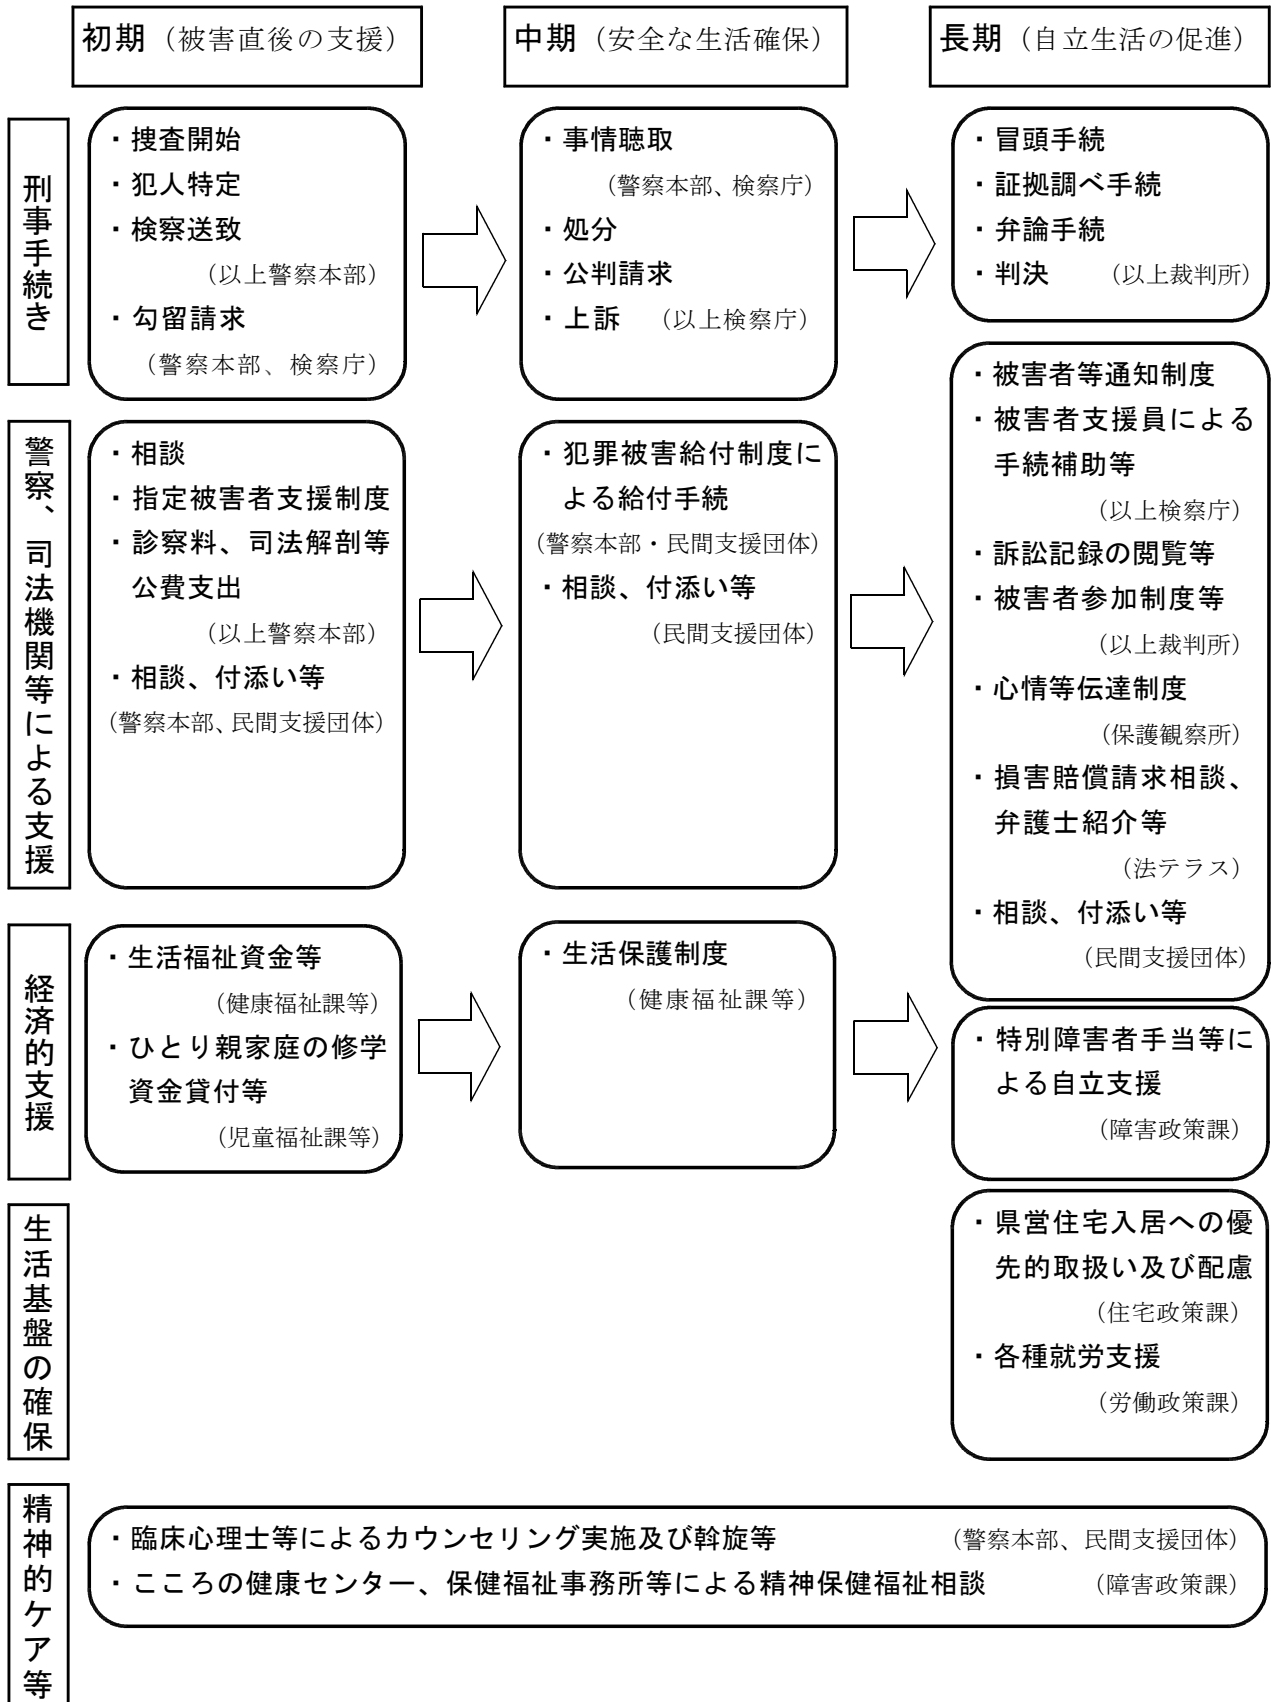 初期（被害直後の支援）
中期（安全な生活確保）
長期（自立生活の促進）
刑事手続き
・捜査開始
・犯人特定
・検察送致
（以上警察本部）
・勾留請求
（警察本部、検察庁）
・事情聴取
（警察本部、検察庁）
・処分
・公判請求
・上訴　（以上検察庁）
・冒頭手続
・証拠調べ手続
・弁論手続
・判決　（以上裁判所）
警察、司法機関等による支援
・相談
・指定被害者支援制度
・診察料、司法解剖等
公費支出
（以上警察本部）
・相談、付添い等
（警察本部、民間支援団体）
・犯罪被害給付制度に
よる給付手続
（警察本部・民間支援団体）
・相談、付添い等
（民間支援団体）
・被害者等通知制度
・被害者支援員による
手続補助等
（以上検察庁）
・訴訟記録の閲覧等
・被害者参加制度等
（以上裁判所）
・心情等伝達制度
（保護観察所）
・損害賠償請求相談、
弁護士紹介等
（法テラス）
・相談、付添い等
（民間支援団体）
経済的支援
・生活福祉資金等
（健康福祉課等）
・ひとり親家庭の修学
資金貸付等
（児童福祉課等）
・生活保護制度
（健康福祉課等）
・特別障害者手当等に
よる自立支援
（障害政策課）
生活基盤の確保
・県営住宅入居への優
先的取扱い及び配慮
（住宅政策課）
・各種就労支援
（労働政策課）
精神的ケア等
・臨床心理士等によるカウンセリング実施及び斡旋等　（警察本部、民間支援団体）
・こころの健康センター、保健福祉事務所等による精神保健福祉相談　（障害政策課）